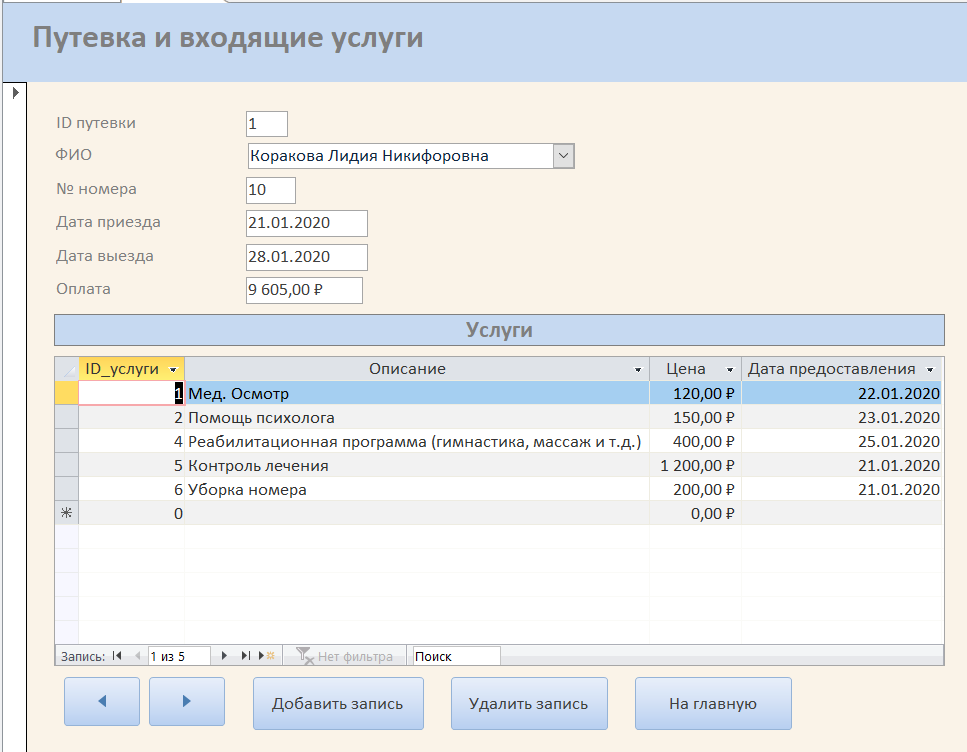 Путевка и входящие услуги
ID путевки 1
ФИО Коракова Лидия Никифоровна
№ номера 10
Дата приезда 21.01.2020
Дата выезда 28.01.2020
Оплата 9 605,00 ₽
Услуги
ID_услуги Описание Цена Дата предоставления
1 Мед. Осмотр 120,00 ₽ 22.01.2020
2 Помощь психолога 150,00 ₽ 23.01.2020
4 Реабилитационная программа (гимнастика, массаж и т.д.) 400,00 ₽ 25.01.2020
5 Контроль лечения 1 200,00 ₽ 21.01.2020
6 Уборка номера 200,00 ₽ 21.01.2020
0 0,00 ₽
Запись: 1 из 5 Нет фильтра Поиск
Добавить запись Удалить запись На главную